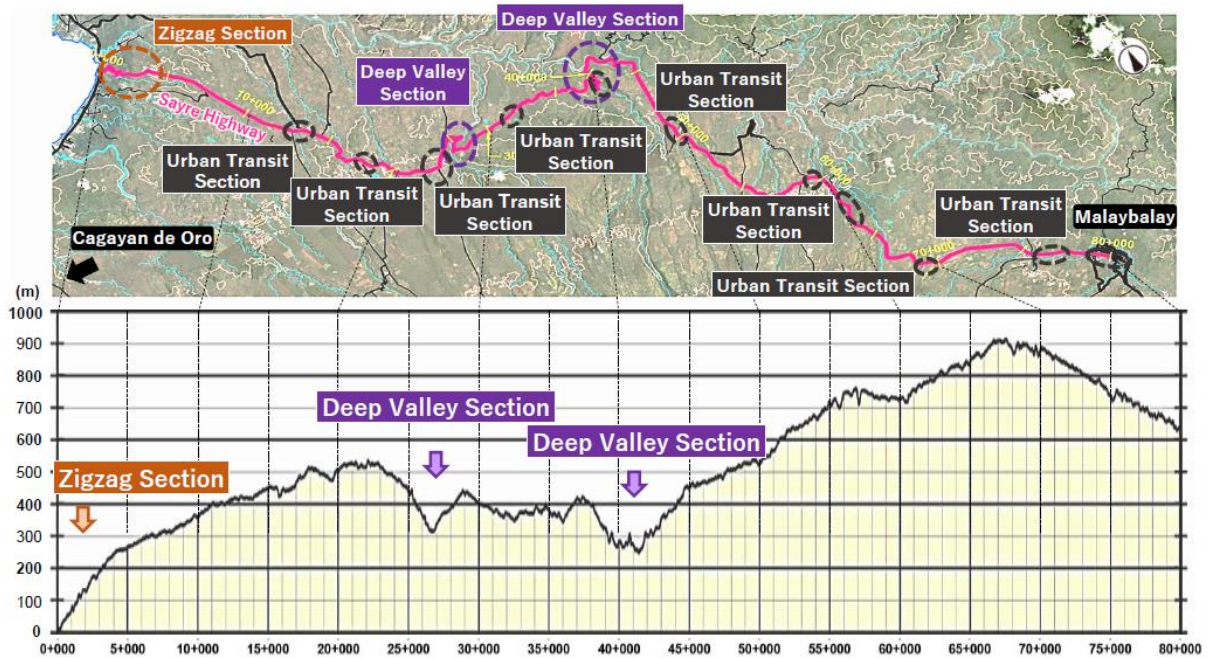 Deep Valley Section
Zigzag Section
Deep Valley
Section
40+000
Urban Transit
Section
Sayre Highway
10+000
Urban Transit
Section
Urban Transit
Section
Urban Transit
Section
Urban Transit
Section
Urban Transit
Section
Urban Transit
Section
Malaybalay
Cagayan de Oro
70+000
80+000
Urban Transit Section
(m)
1000
900
800
700
600
500
400
300
200
100
0
Deep Valley Section
Deep Valley Section
Zigzag Section
0+000
5+000
10+000
15+000
20+000
25+000
30+000
35+000
40+000
45+000
50+000
55+000
60+000
65+000
70+000
75+000
80+000